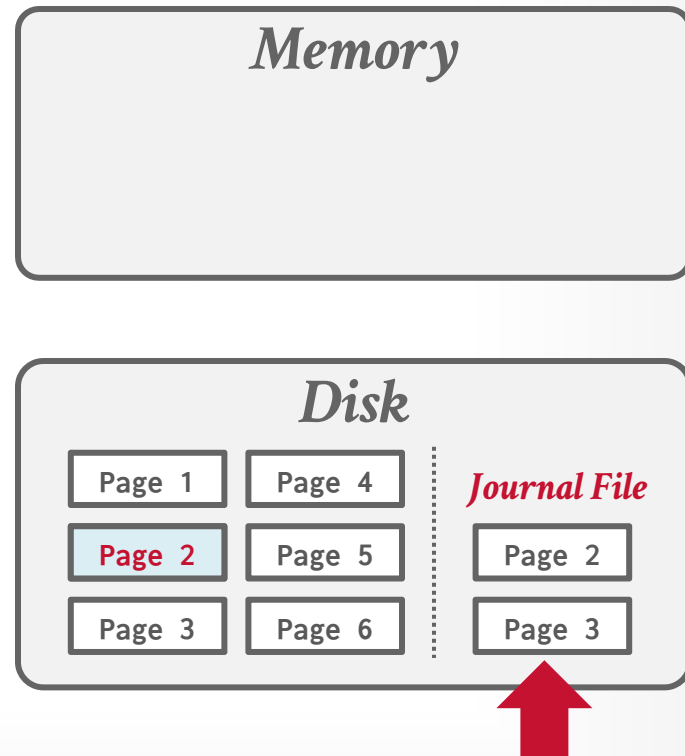 Memory
Disk
Page 1
Page 4
Journal File
Page 2
Page 5
Page 2
Page 3
Page 6
Page 3